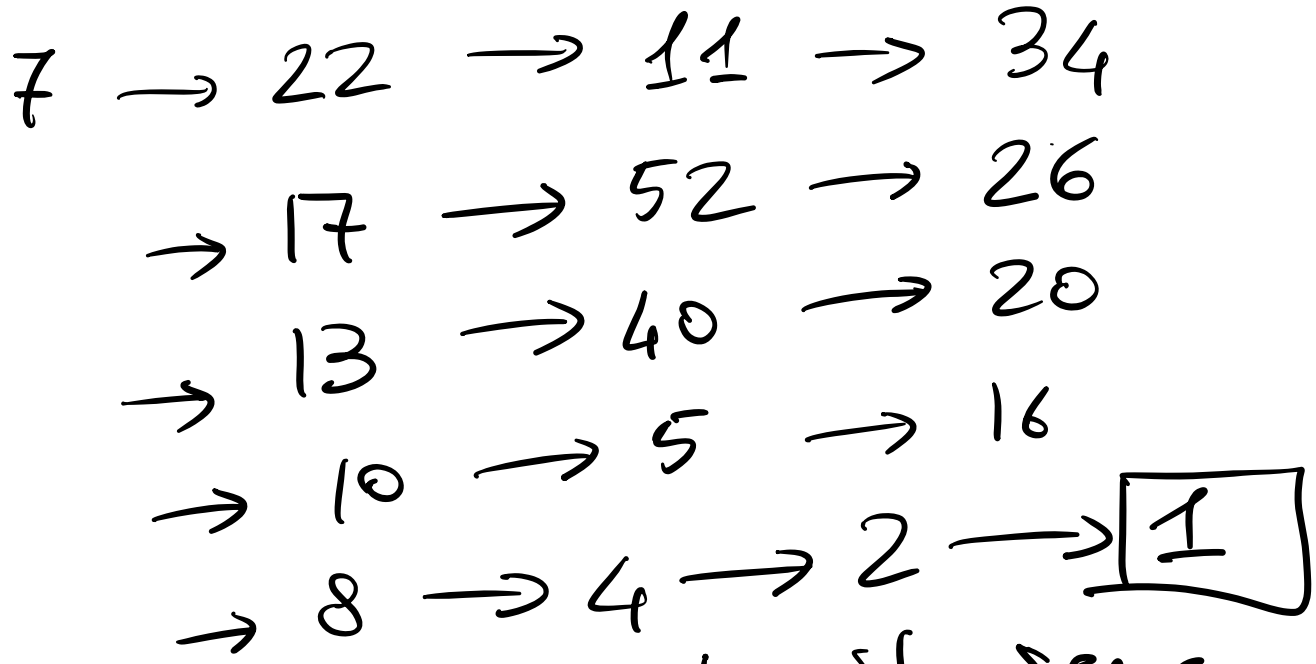 7 → 22 → 11 → 34
→ 17 → 52 → 26
→ 13 → 40 → 20
→ 10 → 5 → 16
→ 8 → 4 → 2 → 1